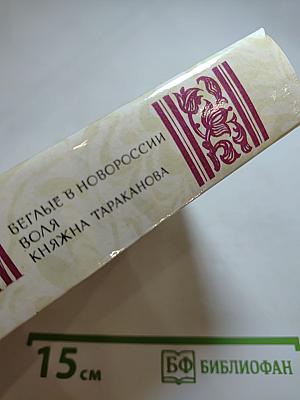 БЕГЛЫЕ В НОВОРОССИИ
ВОЛЯ
КНЯЖНА ТАРАКАНОВА
15 СМ
БФ БИБЛИОФАН